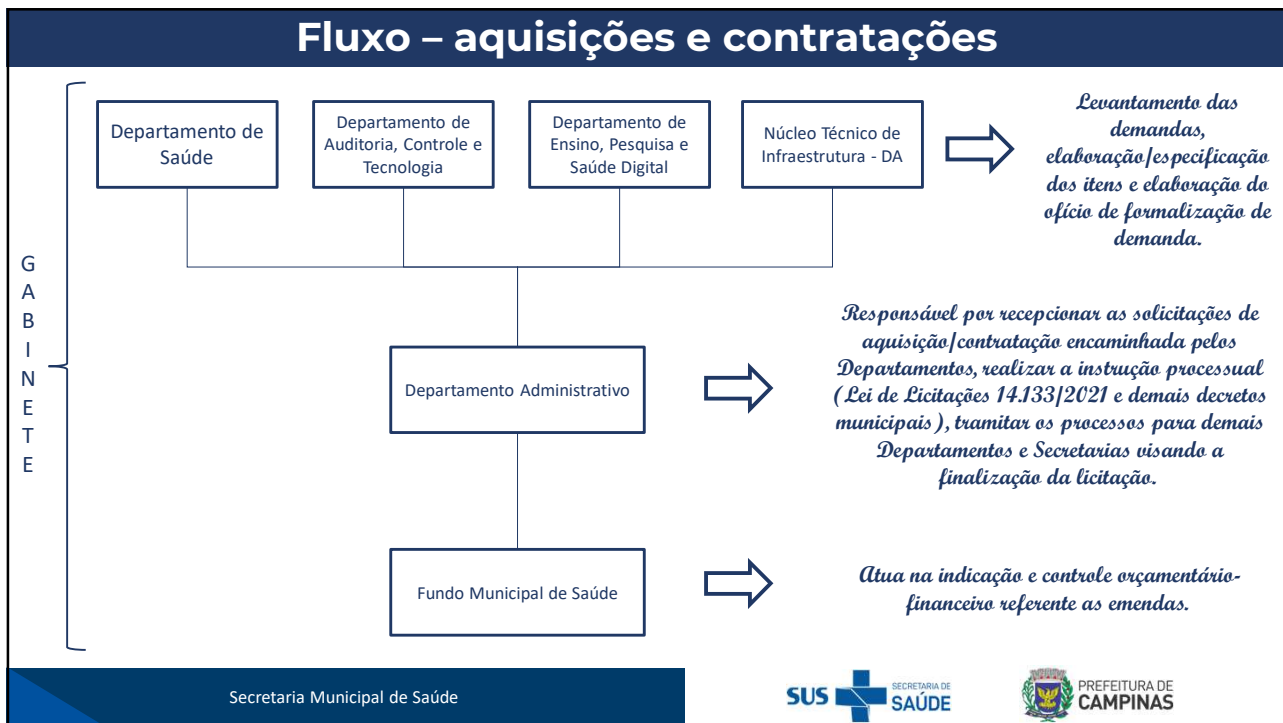 Fluxo – aquisições e contratações
Departamento de
Saúde
Departamento de
Auditoria, Controle e
Tecnologia
Departamento de
Ensino, Pesquisa e
Saúde Digital
Núcleo Técnico de
Infraestrutura - DA
Levantamento das
demandas,
elaboração/especificação
dos itens e elaboração do
ofício de formalização de
demanda.
G
A
B
I
N
E
T
E
Departamento Administrativo
Responsável por recepcionar as solicitações de
aquisição/contratação encaminhada pelos
Departamentos, realizar a instrução processual
(Lei de Licitações 14.133/2021 e demais decretos
municipais), tramitar os processos para demais
Departamentos e Secretarias visando a
finalização da licitação.
Fundo Municipal de Saúde
Atua na indicação e controle orçamentário-
financeiro referente as emendas.
Secretaria Municipal de Saúde
SUS
SECRETARIA DE
SAÚDE
PREFEITURA DE
CAMPINAS